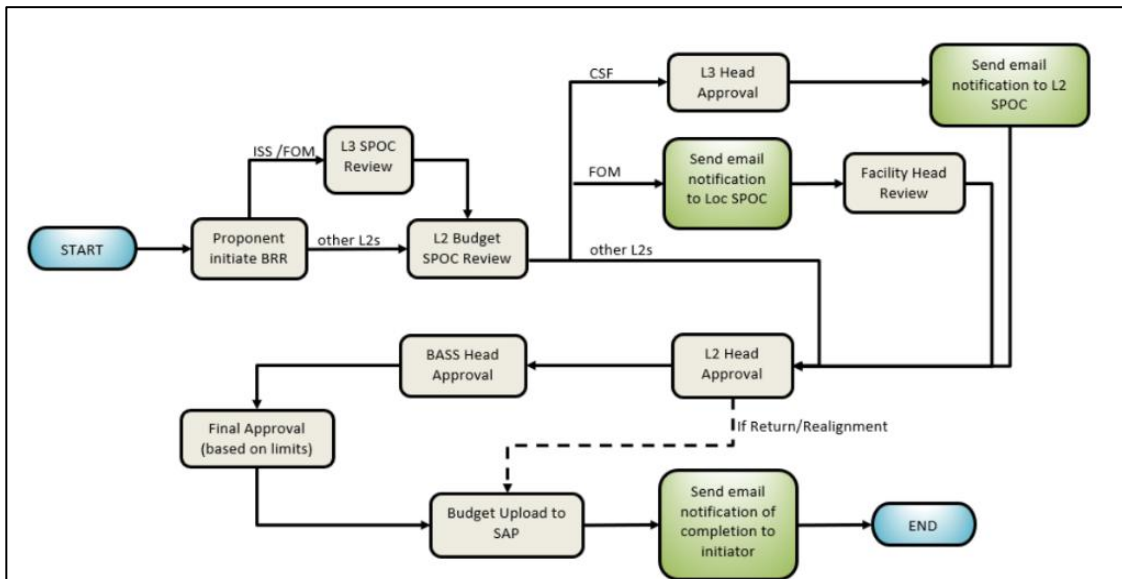 CSF
L3 Head
Approval
Send email
notification to L2
SPOC
ISS /FOM
L3 SPOC
Review
FOM
Send email
notification
to Loc SPOC
Facility Head
Review
START
Proponent
initiate BRR
other L2s
L2 Budget
SPOC Review
other L2s
BASS Head
Approval
L2 Head
Approval
Final Approval
(based on limits)
If Return/Realignment
Budget Upload to
SAP
Send email
notification of
completion to
initiator
END